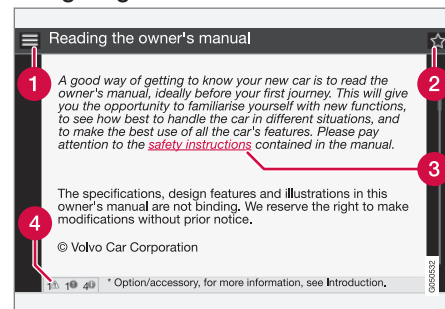 Reading the owner's manual
1
2
A good way of getting to know your new car is to read the
owner's manual, ideally before your first journey. This will give
you the opportunity to familiarise yourself with new functions,
to see how best to handle the car in different situations, and
to make the best use of all the car's features. Please pay
attention to the safety instructions contained in the manual.
3
The specifications, design features and illustrations in this
owner's manual are not binding. We reserve the right to make
modifications without prior notice.
4
© Volvo Car Corporation
1 1 4 * Option/accessory, for more information, see Introduction.
G050532